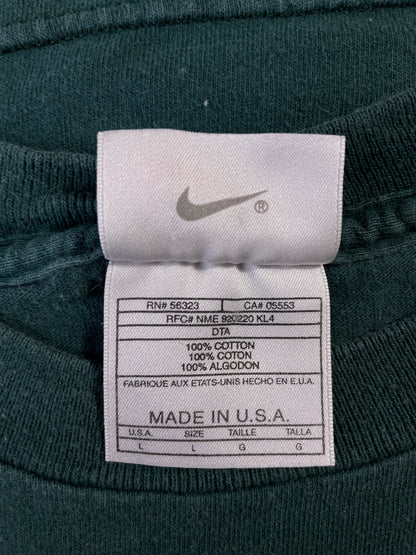 ®
RN# 56323 CA# 05553
RFC# NME 920220 KL4
DTA
100% COTTON
100% COTON
100% ALGODON
FABRIQUE AUX ETATS-UNIS HECHO EN E.U.A.
MADE IN U.S.A.
U.S.A. SIZE TAILLE TALLA
L L G G